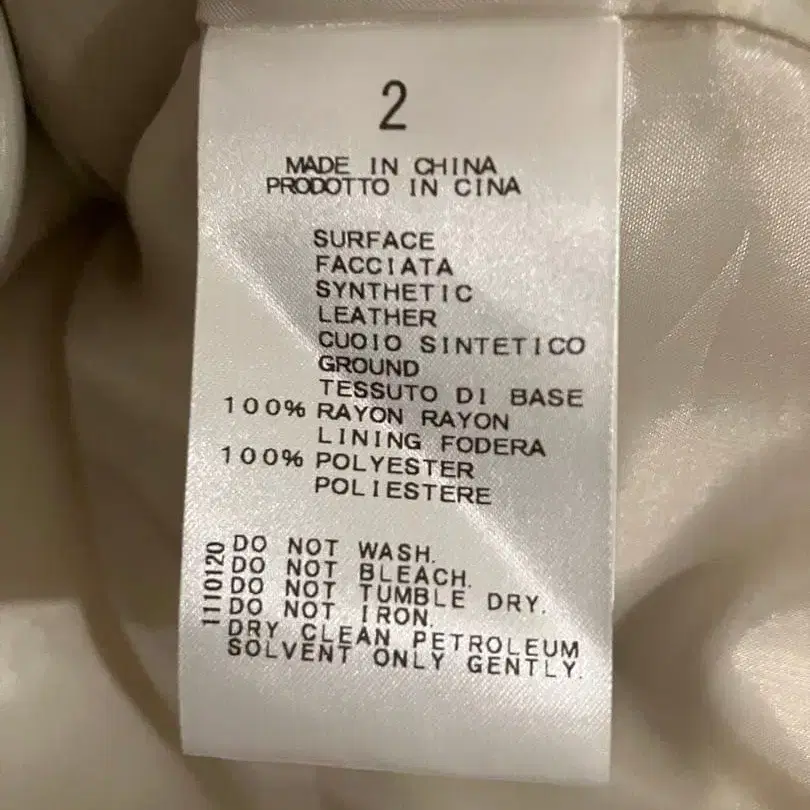 2
MADE IN CHINA
PRODOTTO IN CINA
SURFACE
FACCIATA
SYNTHETIC
LEATHER
CUOIO SINTETICO
GROUND
TESSUTO DI BASE
100% RAYON RAYON
LINING FODERA
100% POLYESTER
POLIESTERE
1110120
DO NOT WASH.
DO NOT BLEACH.
DO NOT TUMBLE DRY.
DO NOT IRON.
DRY CLEAN PETROLEUM
SOLVENT ONLY GENTLY.